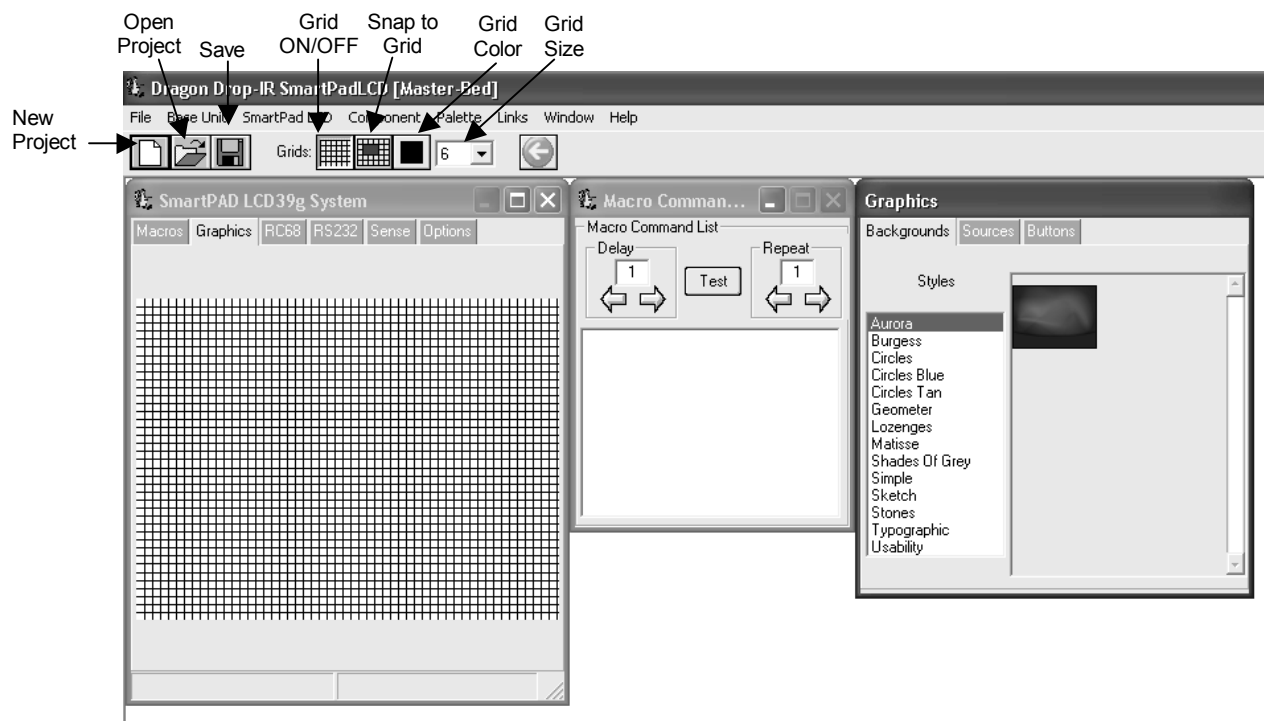 Open Project
Save
Grid ON/OFF
Snap to Grid
Grid Color
Grid Size
New Project
Dragon Drop-IR SmartPadLCD [Master-Bed]
File Base Unit SmartPad LCD Component Palette Links Window Help
Grids: 6
SmartPAD LCD39g System
Macros Graphics RC68 RS232 Sense Options
Macro Comman...
Macro Command List
Delay
1
Test
Repeat
1
Graphics
Backgrounds Sources Buttons
Styles
Aurora
Burgess
Circles
Circles Blue
Circles Tan
Geometer
Lozenges
Matisse
Shades Of Grey
Simple
Sketch
Stones
Typographic
Usability